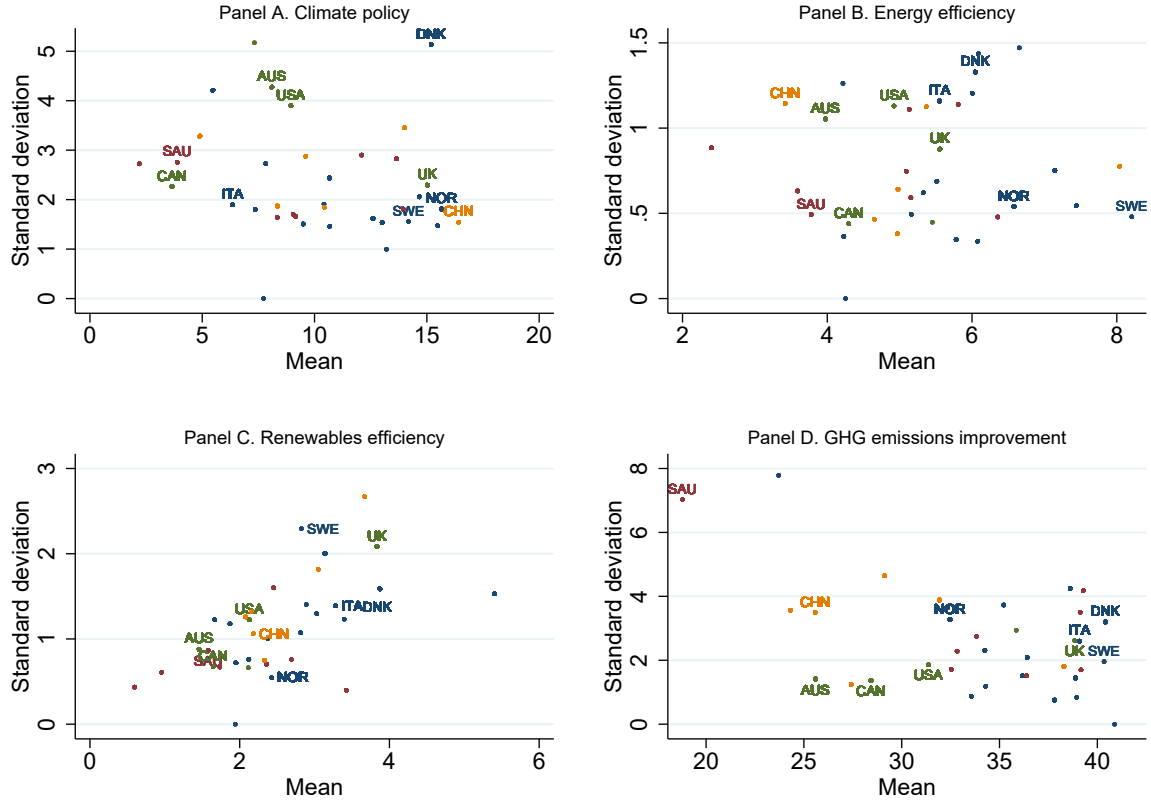 Panel A. Climate policy
Standard deviation
5
4
3
2
1
0
DNK
AUS
USA
SAU
CAN
ITA
UK
NOR
SWE
CHN
0
5
10
15
20
Mean
Panel B. Energy efficiency
Standard deviation
1.5
1
.5
0
DNK
CHN
ITA
USA
AUS
UK
NOR
SAU
CAN
SWE
2
4
6
8
Mean
Panel C. Renewables efficiency
Standard deviation
3
2
1
0
SWE
UK
USA
ITA
DNK
AUS
CHN
CAN
SAU
NOR
0
2
4
6
Mean
Panel D. GHG emissions improvement
Standard deviation
8
6
4
2
0
SAU
CHN
NOR
DNK
ITA
UK
SWE
USA
AUS
CAN
20
25
30
35
40
Mean